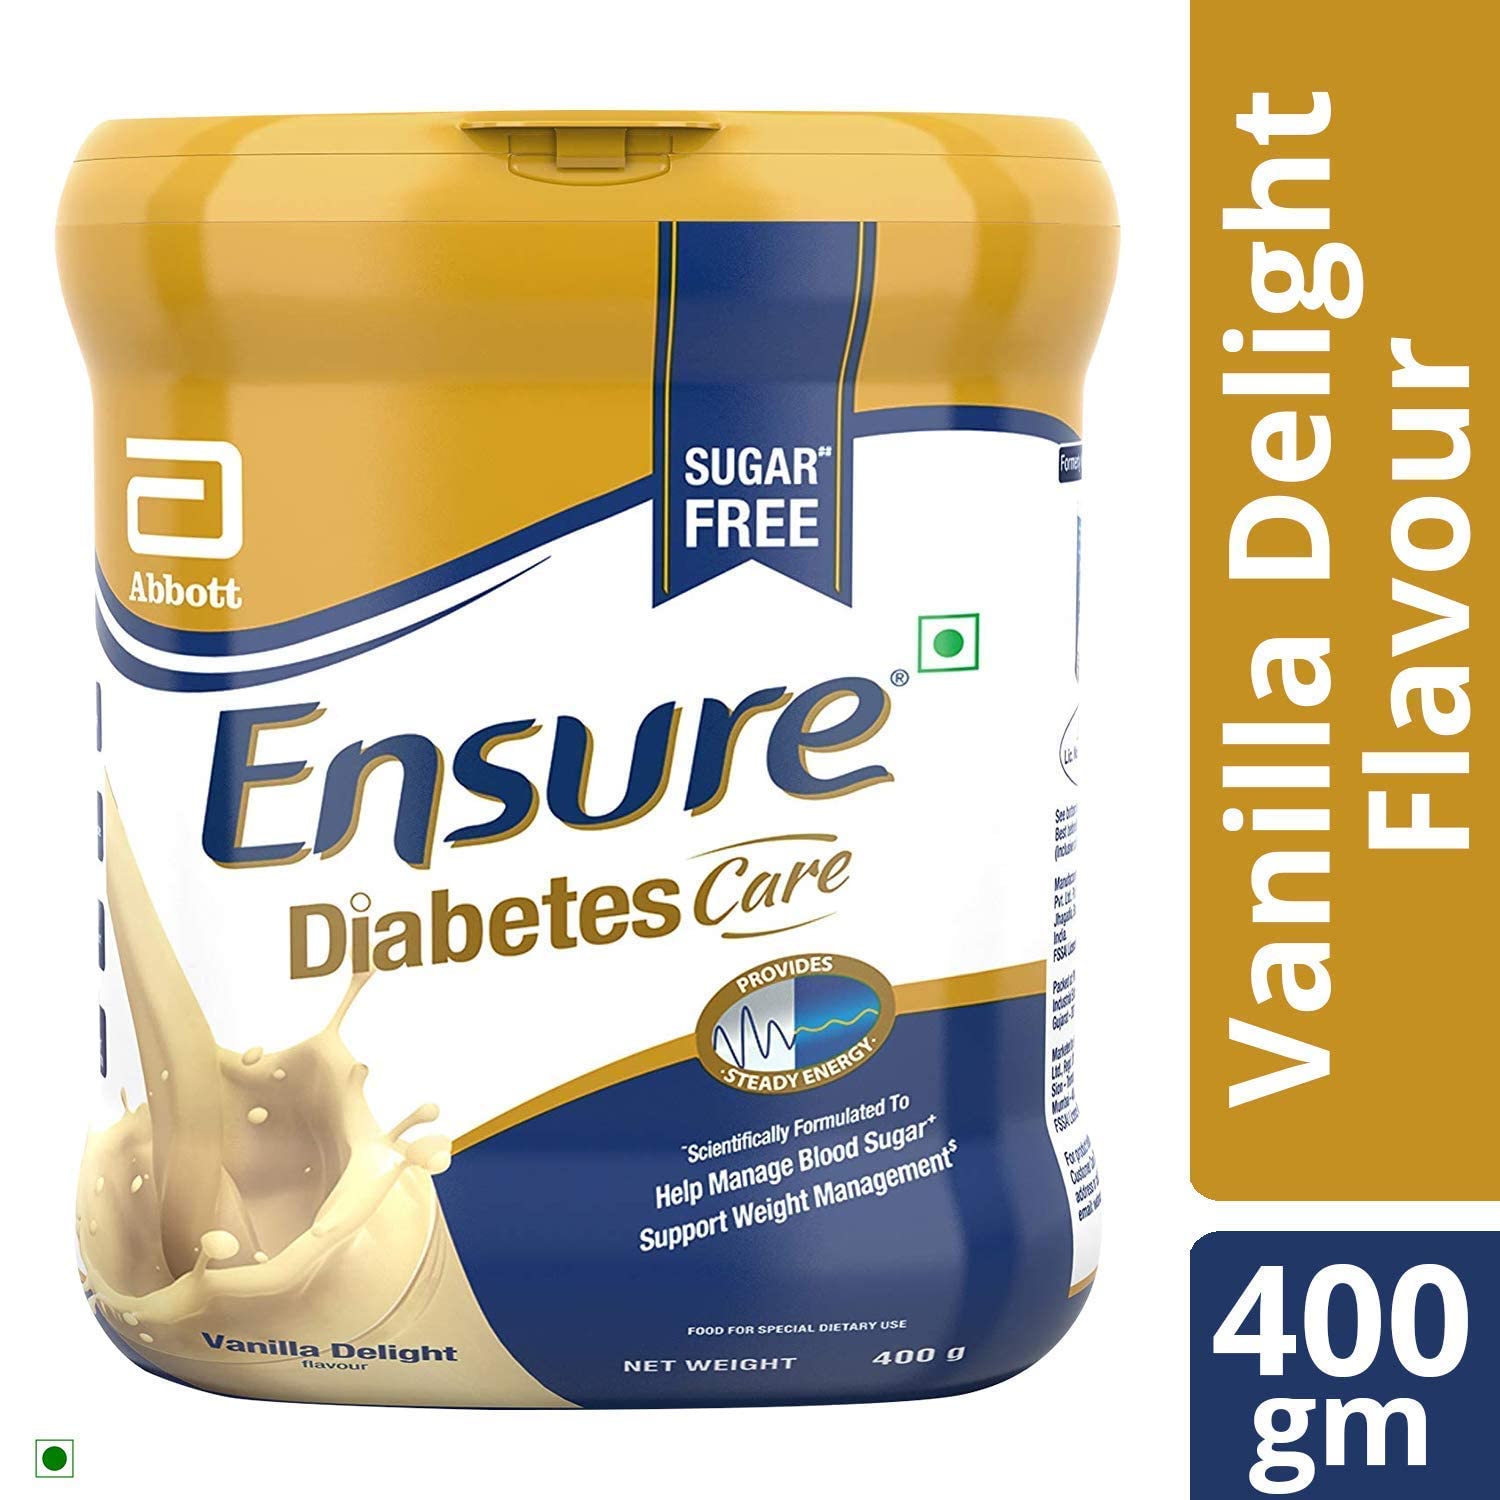 SUGAR##
FREE
Abbott
Ensure®
Diabetes Care
PROVIDES
·STEADY ENERGY·
~Scientifically Formulated To
Help Manage Blood Sugar+
Support Weight Management$
FOOD FOR SPECIAL DIETARY USE
NET WEIGHT 400 g
Vanilla Delight
flavour
Vanilla Delight
Flavour
400
gm